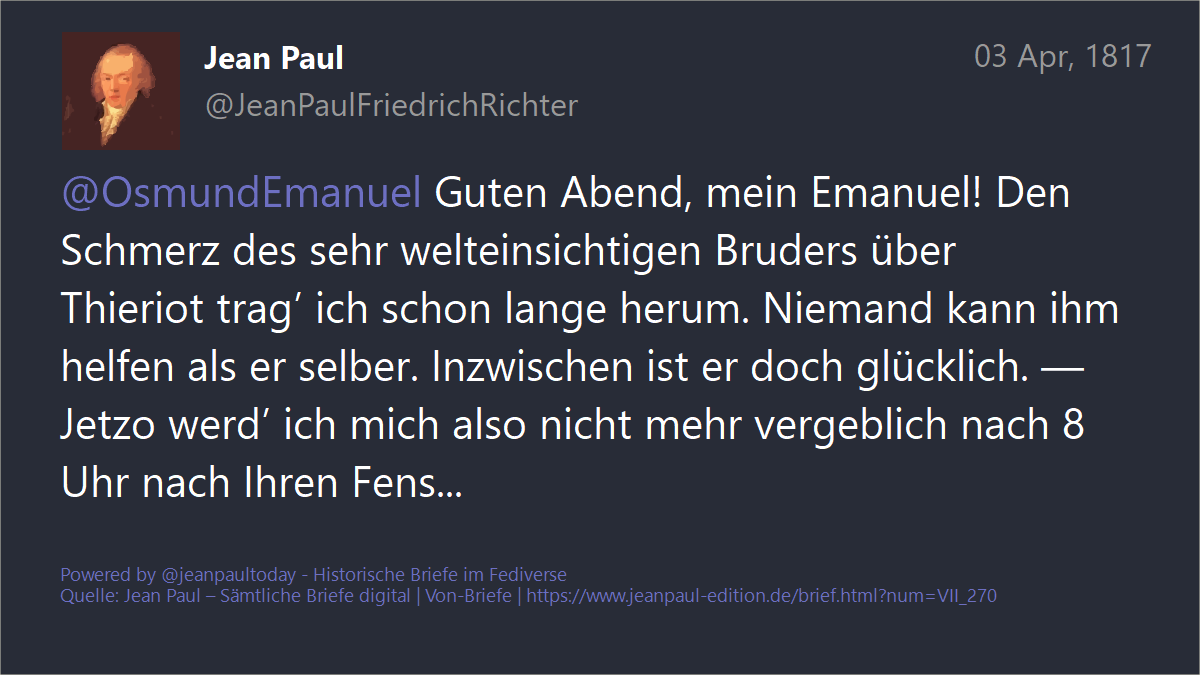 Jean Paul
03 Apr, 1817
@JeanPaulFriedrichRichter
@OsmundEmanuel Guten Abend, mein Emanuel! Den
Schmerz des sehr welteinsichtigen Bruders über
Thieriot trag’ ich schon lange herum. Niemand kann ihm
helfen als er selber. Inzwischen ist er doch glücklich. —
Jetzo werd’ ich mich also nicht mehr vergeblich nach 8
Uhr nach Ihren Fens...
Powered by @jeanpaultoday - Historische Briefe im Fediverse
Quelle: Jean Paul – Sämtliche Briefe digital | Von-Briefe | https://www.jeanpaul-edition.de/brief.html?num=VII_270